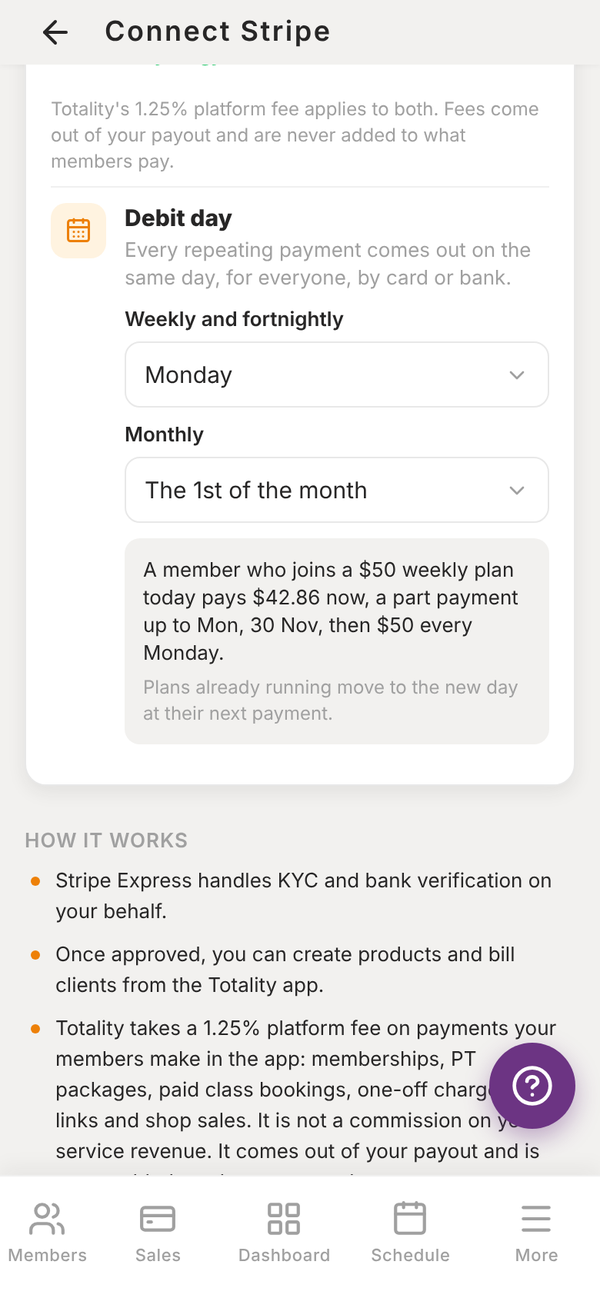 Connect Stripe
Totality's 1.25% platform fee applies to both. Fees come
out of your payout and are never added to what
members pay.
Debit day
Every repeating payment comes out on the
same day, for everyone, by card or bank.
Weekly and fortnightly
Monday
Monthly
The 1st of the month
A member who joins a $50 weekly plan
today pays $42.86 now, a part payment
up to Mon, 30 Nov, then $50 every
Monday.
Plans already running move to the new day
at their next payment.
HOW IT WORKS
Stripe Express handles KYC and bank verification on
your behalf.
Once approved, you can create products and bill
clients from the Totality app.
Totality takes a 1.25% platform fee on payments your
members make in the app: memberships, PT
packages, paid class bookings, one-off
links and shop sales. It is not a commission on
service revenue. It comes out of your payout and is
Members
Sales
Dashboard
Schedule
More